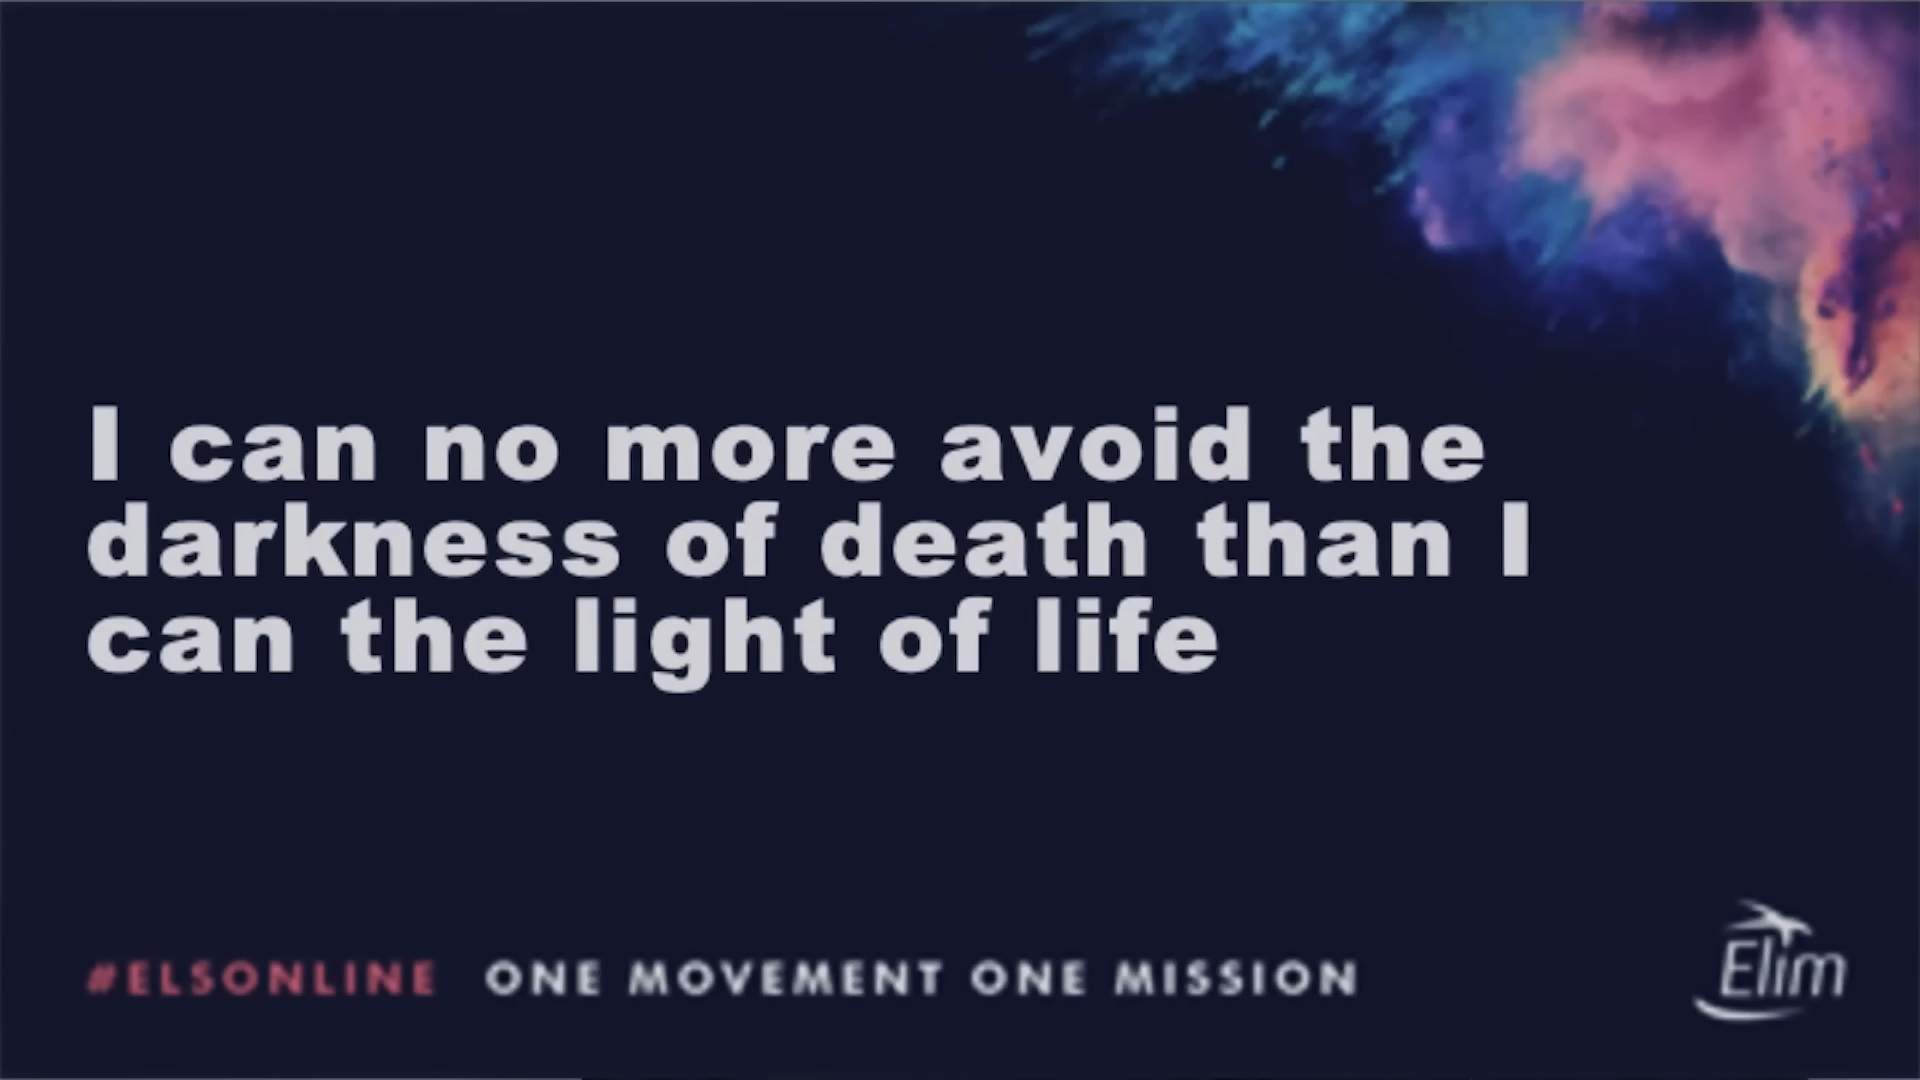 I can no more avoid the
darkness of death than I
can the light of life
#ELSONLINE ONE MOVEMENT ONE MISSION
Elim